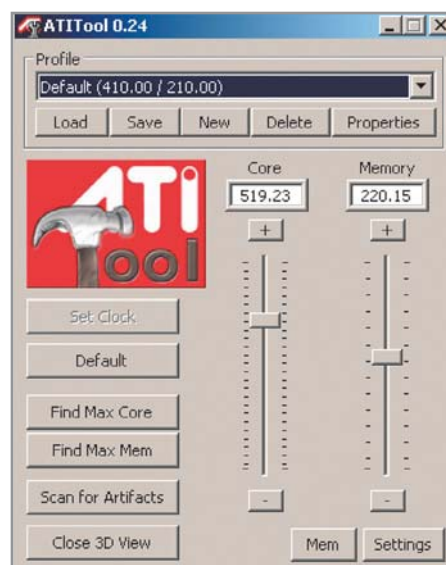 ATITool 0.24
Profile
Default (410.00 / 210.00)
Load Save New Delete Properties
ATI
Tool
Core Memory
519.23 220.15
+ +
Set Clock
Default
Find Max Core
Find Max Mem
Scan for Artifacts
- -
Close 3D View Mem Settings